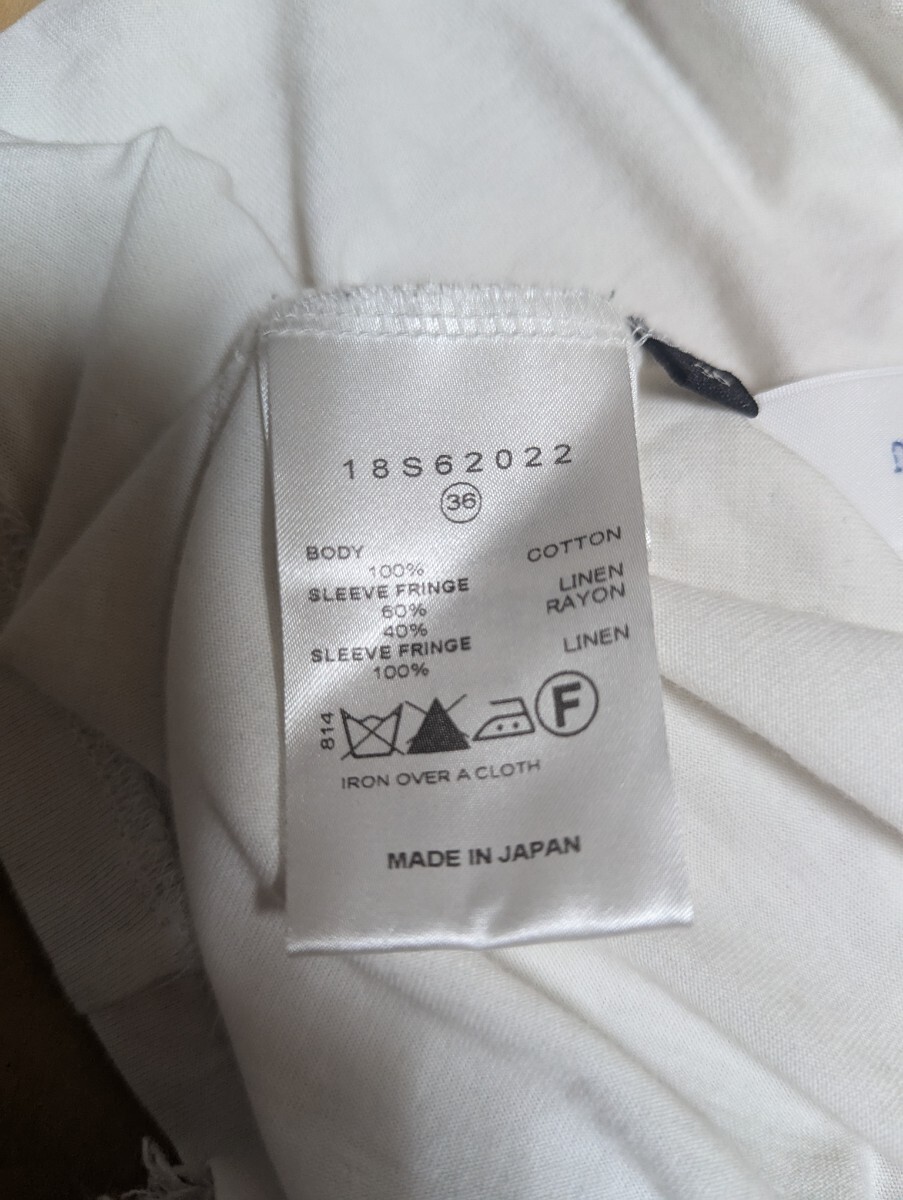 18S62022
36
BODY COTTON
100%
SLEEVE FRINGE LINEN
60% RAYON
40%
SLEEVE FRINGE LINEN
100%
814 F
IRON OVER A CLOTH
MADE IN JAPAN